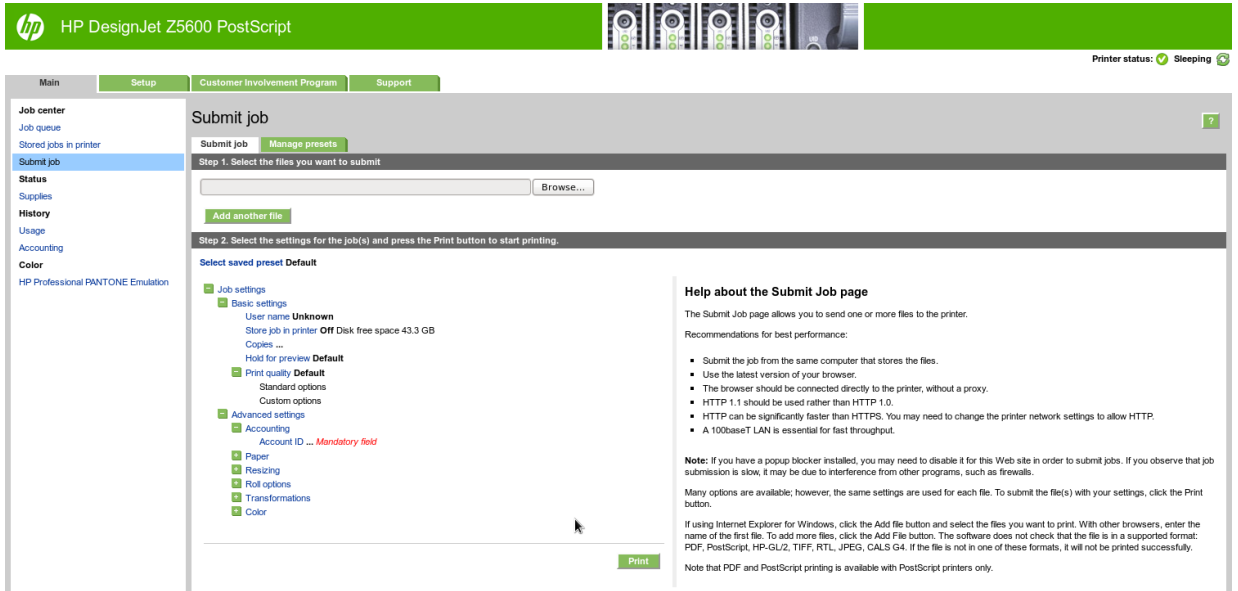 hp HP DesignJet Z5600 PostScript
Printer status: Sleeping
Main Setup Customer Involvement Program Support
Job center
Job queue
Stored jobs in printer
Submit job
Status
Supplies
History
Usage
Accounting
Color
HP Professional PANTONE Emulation
Submit job
?
Submit job Manage presets
Step 1. Select the files you want to submit
Browse...
Add another file
Step 2. Select the settings for the job(s) and press the Print button to start printing.
Select saved preset Default
Job settings
Basic settings
User name Unknown
Store job in printer Off Disk free space 43.3 GB
Copies ...
Hold for preview Default
Print quality Default
Standard options
Custom options
Advanced settings
Accounting
Account ID ... Mandatory field
Paper
Resizing
Roll options
Transformations
Color
Print
Help about the Submit Job page
The Submit Job page allows you to send one or more files to the printer.
Recommendations for best performance:
Submit the job from the same computer that stores the files.
Use the latest version of your browser.
The browser should be connected directly to the printer, without a proxy.
HTTP 1.1 should be used rather than HTTP 1.0.
HTTP can be significantly faster than HTTPS. You may need to change the printer network settings to allow HTTP.
A 100baseT LAN is essential for fast throughput.
Note: If you have a popup blocker installed, you may need to disable it for this Web site in order to submit jobs. If you observe that job
submission is slow, it may be due to interference from other programs, such as firewalls.
Many options are available; however, the same settings are used for each file. To submit the file(s) with your settings, click the Print
button.
If using Internet Explorer for Windows, click the Add file button and select the files you want to print. With other browsers, enter the
name of the first file. To add more files, click the Add File button. The software does not check that the file is in a supported format:
PDF, PostScript, HP-GL/2, TIFF, RTL, JPEG, CALS G4. If the file is not in one of these formats, it will not be printed successfully.
Note that PDF and PostScript printing is available with PostScript printers only.